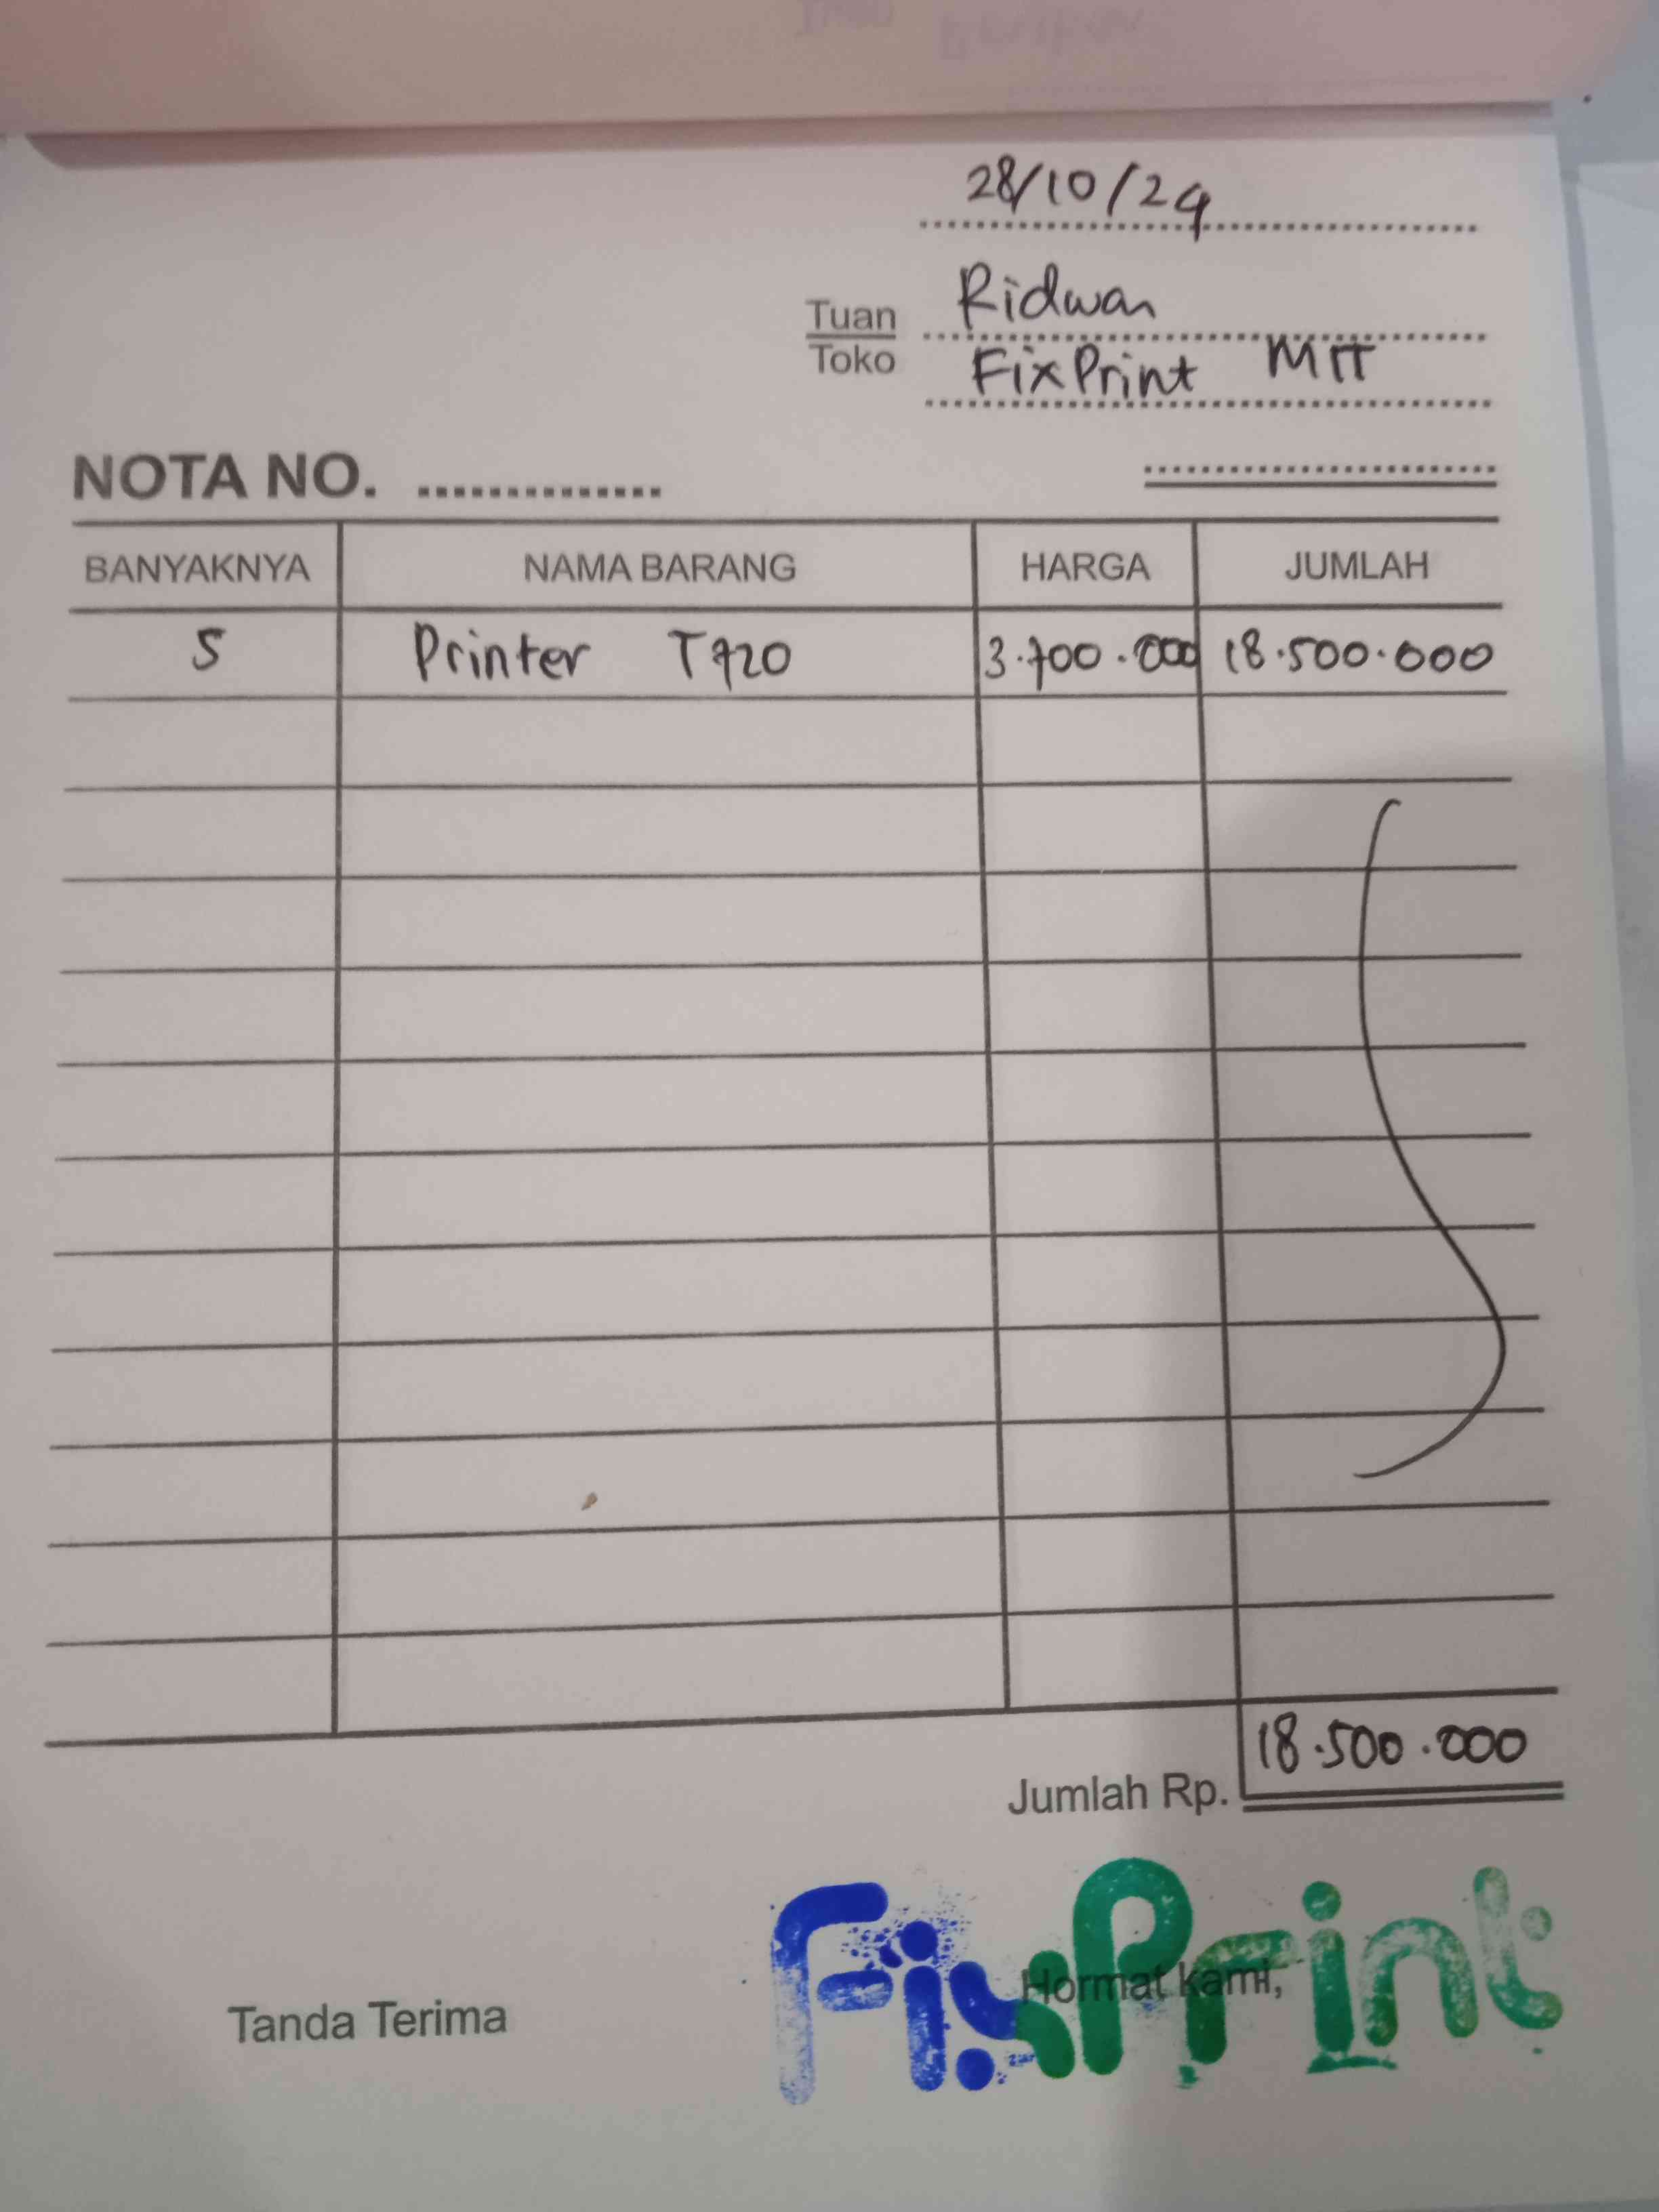 28/10/24
Tuan Ridwan
Toko FixPrint MTT
NOTA NO. ..............
BANYAKNYA NAMA BARANG HARGA JUMLAH
5 Printer T720 3.700.000 18.500.000
Jumlah Rp. 18.500.000
Tanda Terima Hormat kami,
FixPrint